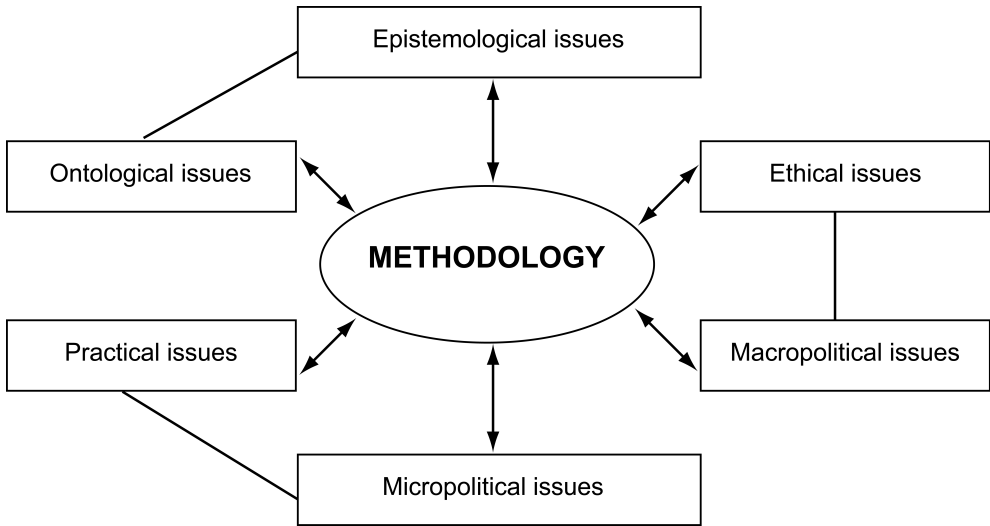 Epistemological issues
Ontological issues
Ethical issues
METHODOLOGY
Practical issues
Macropolitical issues
Micropolitical issues